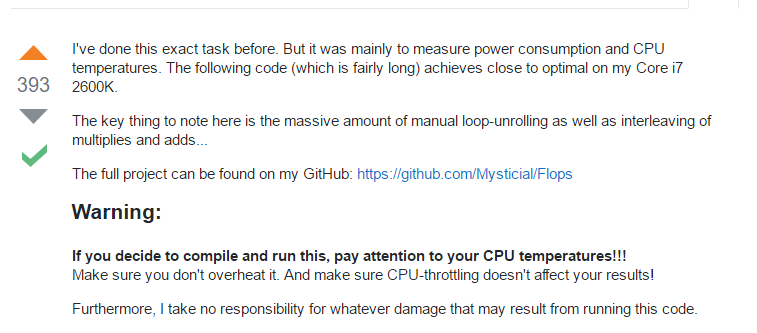 I've done this exact task before. But it was mainly to measure power consumption and CPU
temperatures. The following code (which is fairly long) achieves close to optimal on my Core i7
2600K.
393
The key thing to note here is the massive amount of manual loop-unrolling as well as interleaving of
multiplies and adds...
The full project can be found on my GitHub: https://github.com/Mysticial/Flops
Warning:
If you decide to compile and run this, pay attention to your CPU temperatures!!!
Make sure you don't overheat it. And make sure CPU-throttling doesn't affect your results!
Furthermore, I take no responsibility for whatever damage that may result from running this code.